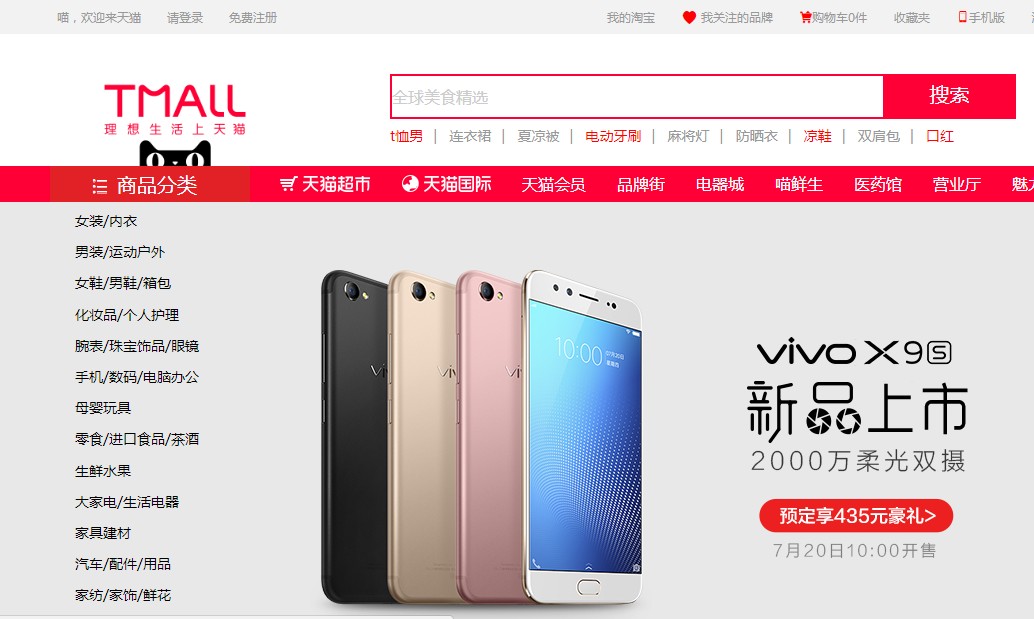 喵，欢迎来天猫 请登录 免费注册 我的淘宝 我关注的品牌 购物车0件 收藏夹 手机版
TMALL
理想生活上天猫
全球美食精选 搜索
t恤男 | 连衣裙 | 夏凉被 | 电动牙刷 | 麻将灯 | 防晒衣 | 凉鞋 | 双肩包 | 口红
商品分类 天猫超市 天猫国际 天猫会员 品牌街 电器城 喵鲜生 医药馆 营业厅 魅力
女装/内衣
男装/运动户外
女鞋/男鞋/箱包
化妆品/个人护理
腕表/珠宝饰品/眼镜
手机/数码/电脑办公
母婴玩具
零食/进口食品/茶酒
生鲜水果
大家电/生活电器
家具建材
汽车/配件/用品
家纺/家饰/鲜花
10:00
07月20日
星期四
vivo X9s
新品上市
2000万柔光双摄
预定享435元豪礼>
7月20日10:00开售